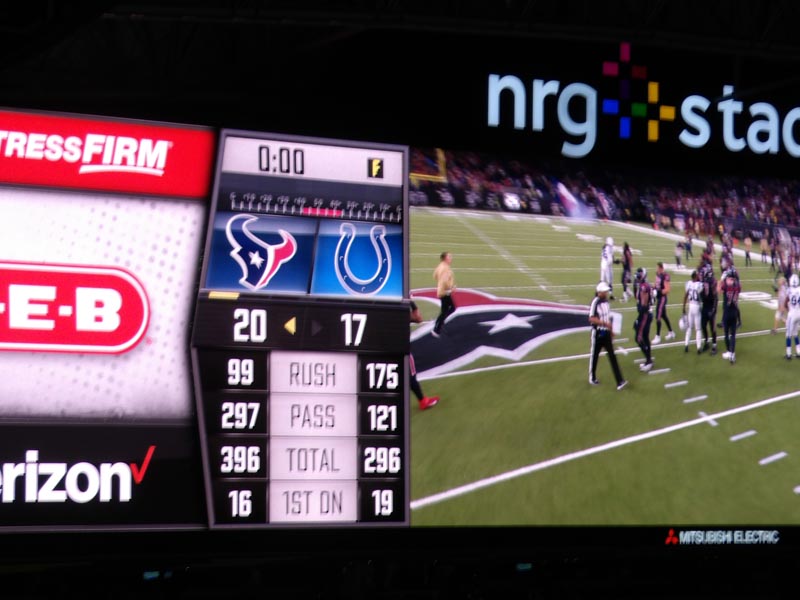 nrg stad
TRESSFIRM
0:00
F
-E-B
20 17
99 RUSH 175
297 PASS 121
396 TOTAL 296
16 1ST DN 19
erizon
MITSUBISHI ELECTRIC